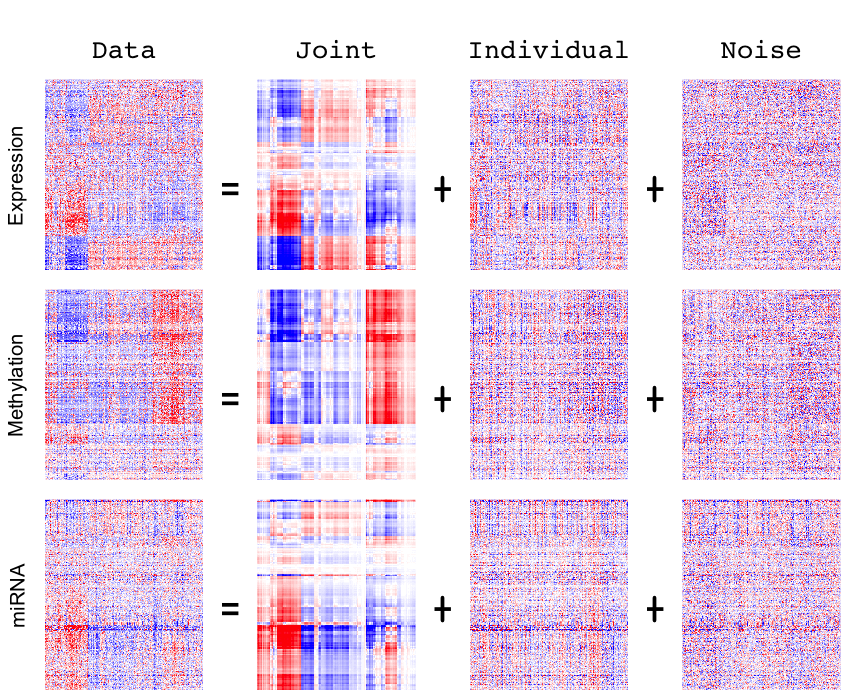 Data Joint Individual Noise
Expression = + +
Methylation = + +
miRNA = + +